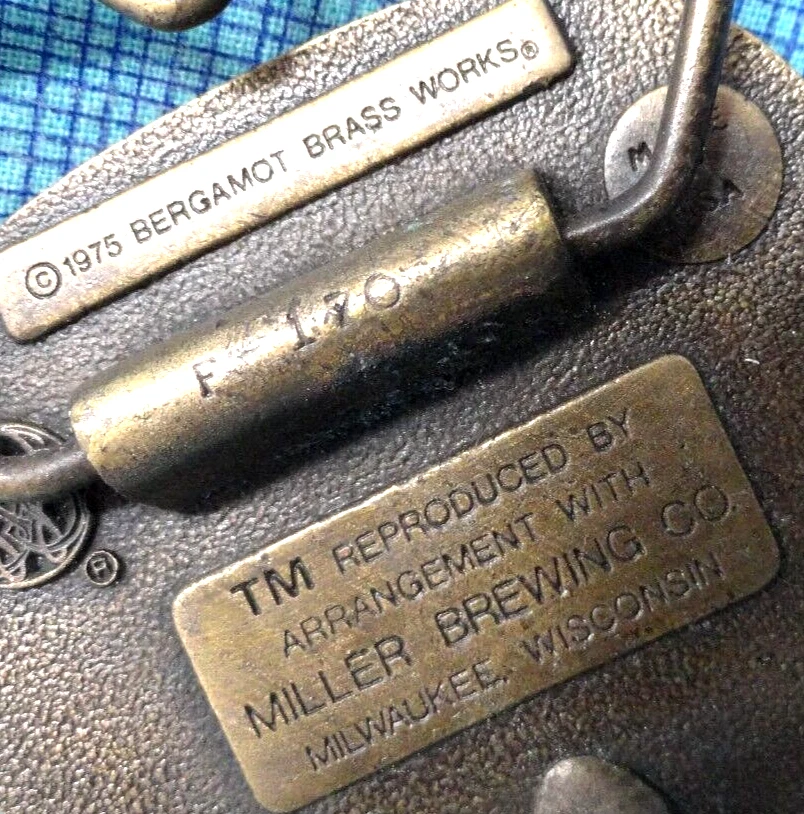 ©1975 BERGAMOT BRASS WORKS®
F-170
TM REPRODUCED BY
ARRANGEMENT WITH
MILLER BREWING CO.
MILWAUKEE, WISCONSIN
®